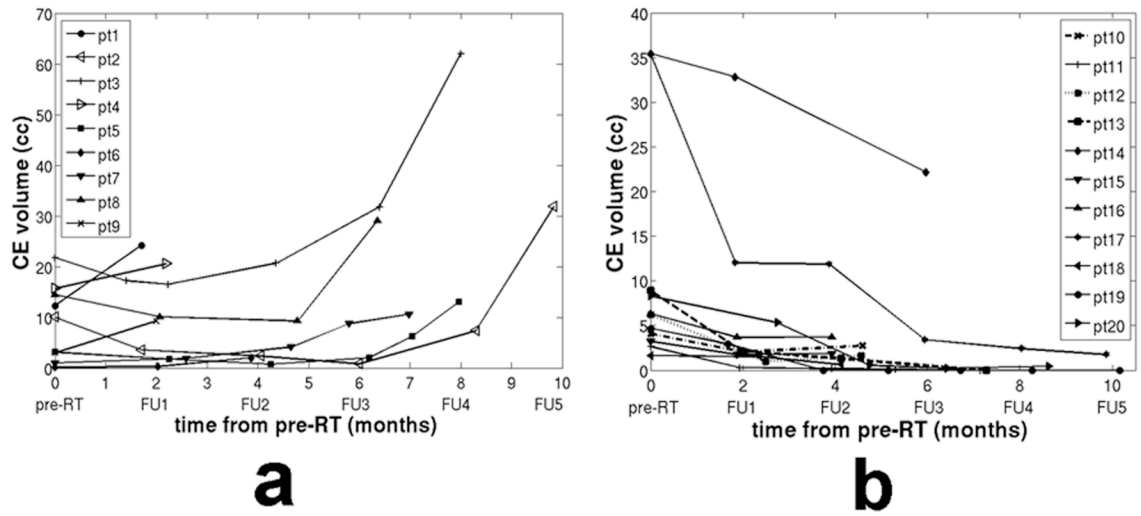 70
60
50
40
30
20
10
0
CE volume (cc)
pt1
pt2
pt3
pt4
pt5
pt6
pt7
pt8
pt9
0 1 2 3 4 5 6 7 8 9 10
pre-RT FU1 FU2 FU3 FU4 FU5
time from pre-RT (months)
a
40
35
30
25
20
15
10
5
0
CE volume (cc)
pt10
pt11
pt12
pt13
pt14
pt15
pt16
pt17
pt18
pt19
pt20
0 2 4 6 8 10
pre-RT FU1 FU2 FU3 FU4 FU5
time from pre-RT (months)
b